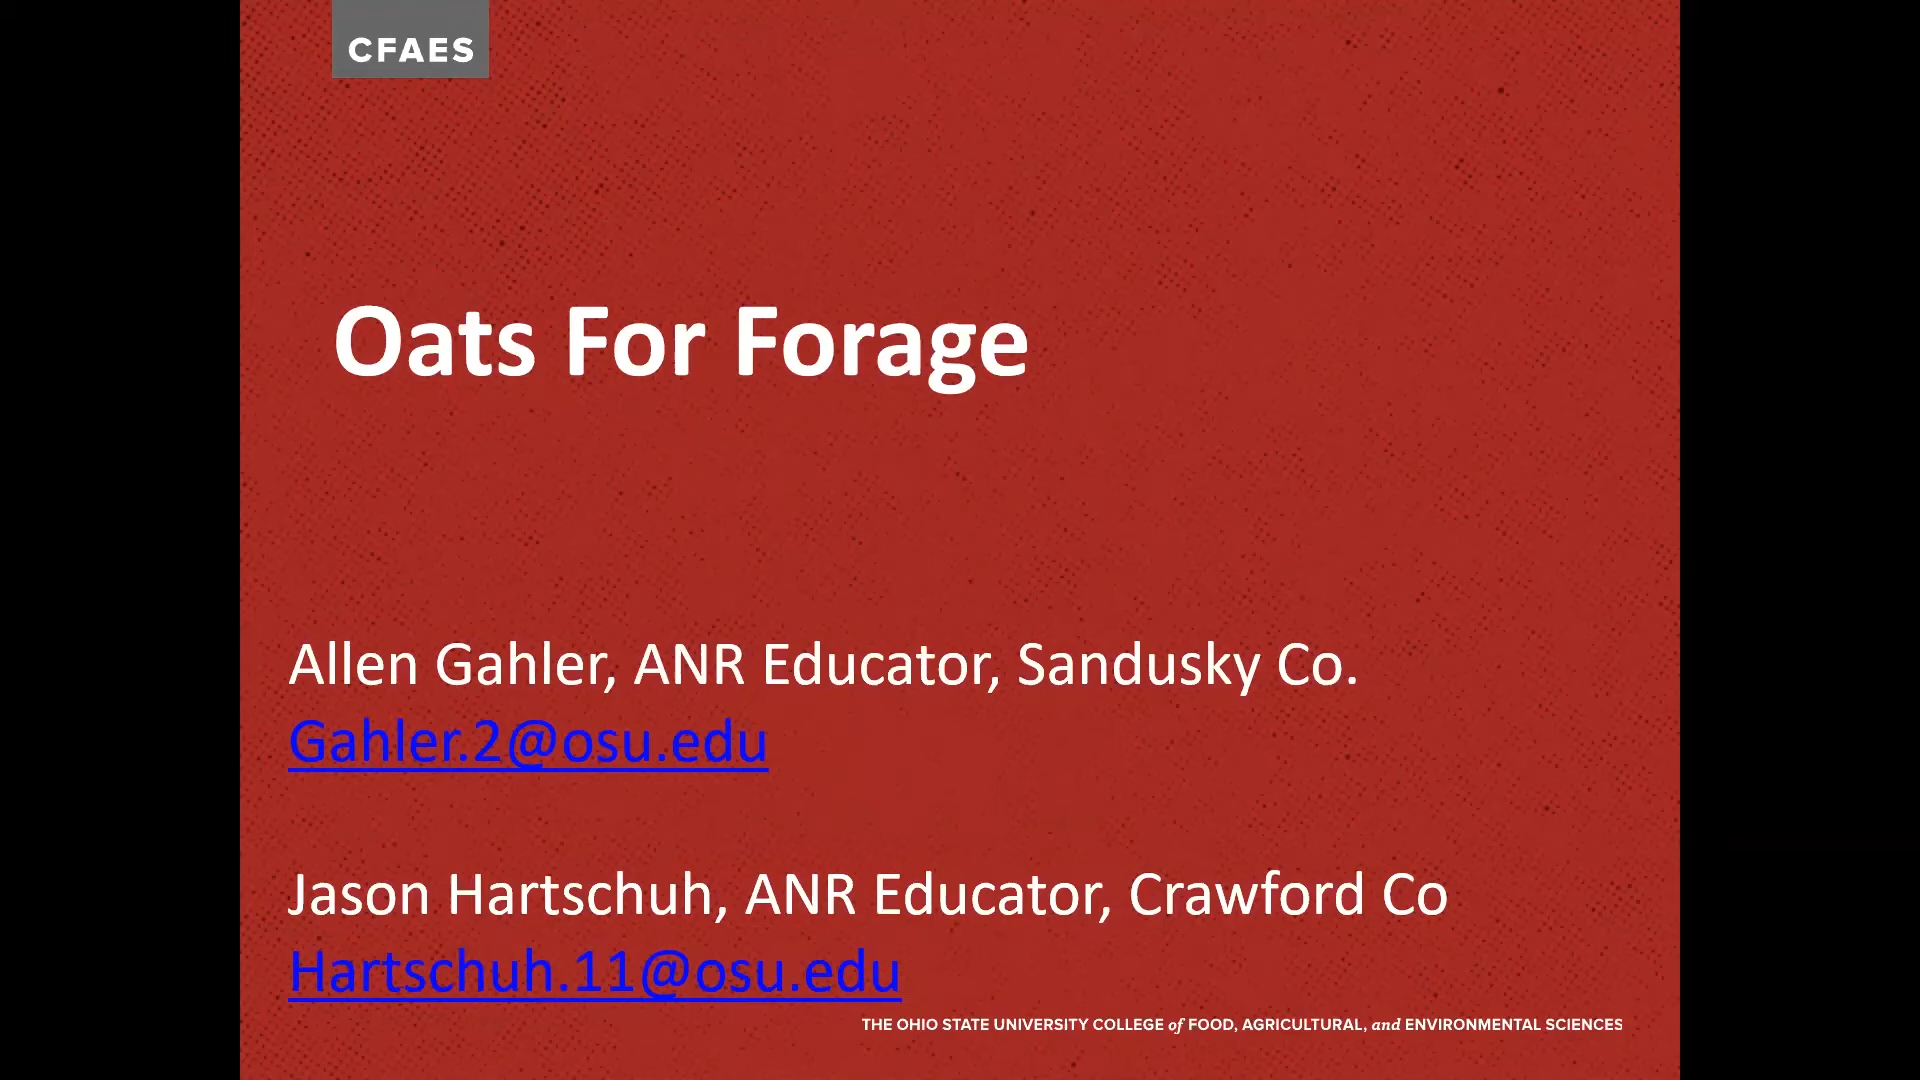 CFAES
Oats For Forage
Allen Gahler, ANR Educator, Sandusky Co.
Gahler.2@osu.edu
Jason Hartschuh, ANR Educator, Crawford Co
Hartschuh.11@osu.edu
THE OHIO STATE UNIVERSITY COLLEGE of FOOD, AGRICULTURAL, and ENVIRONMENTAL SCIENCES